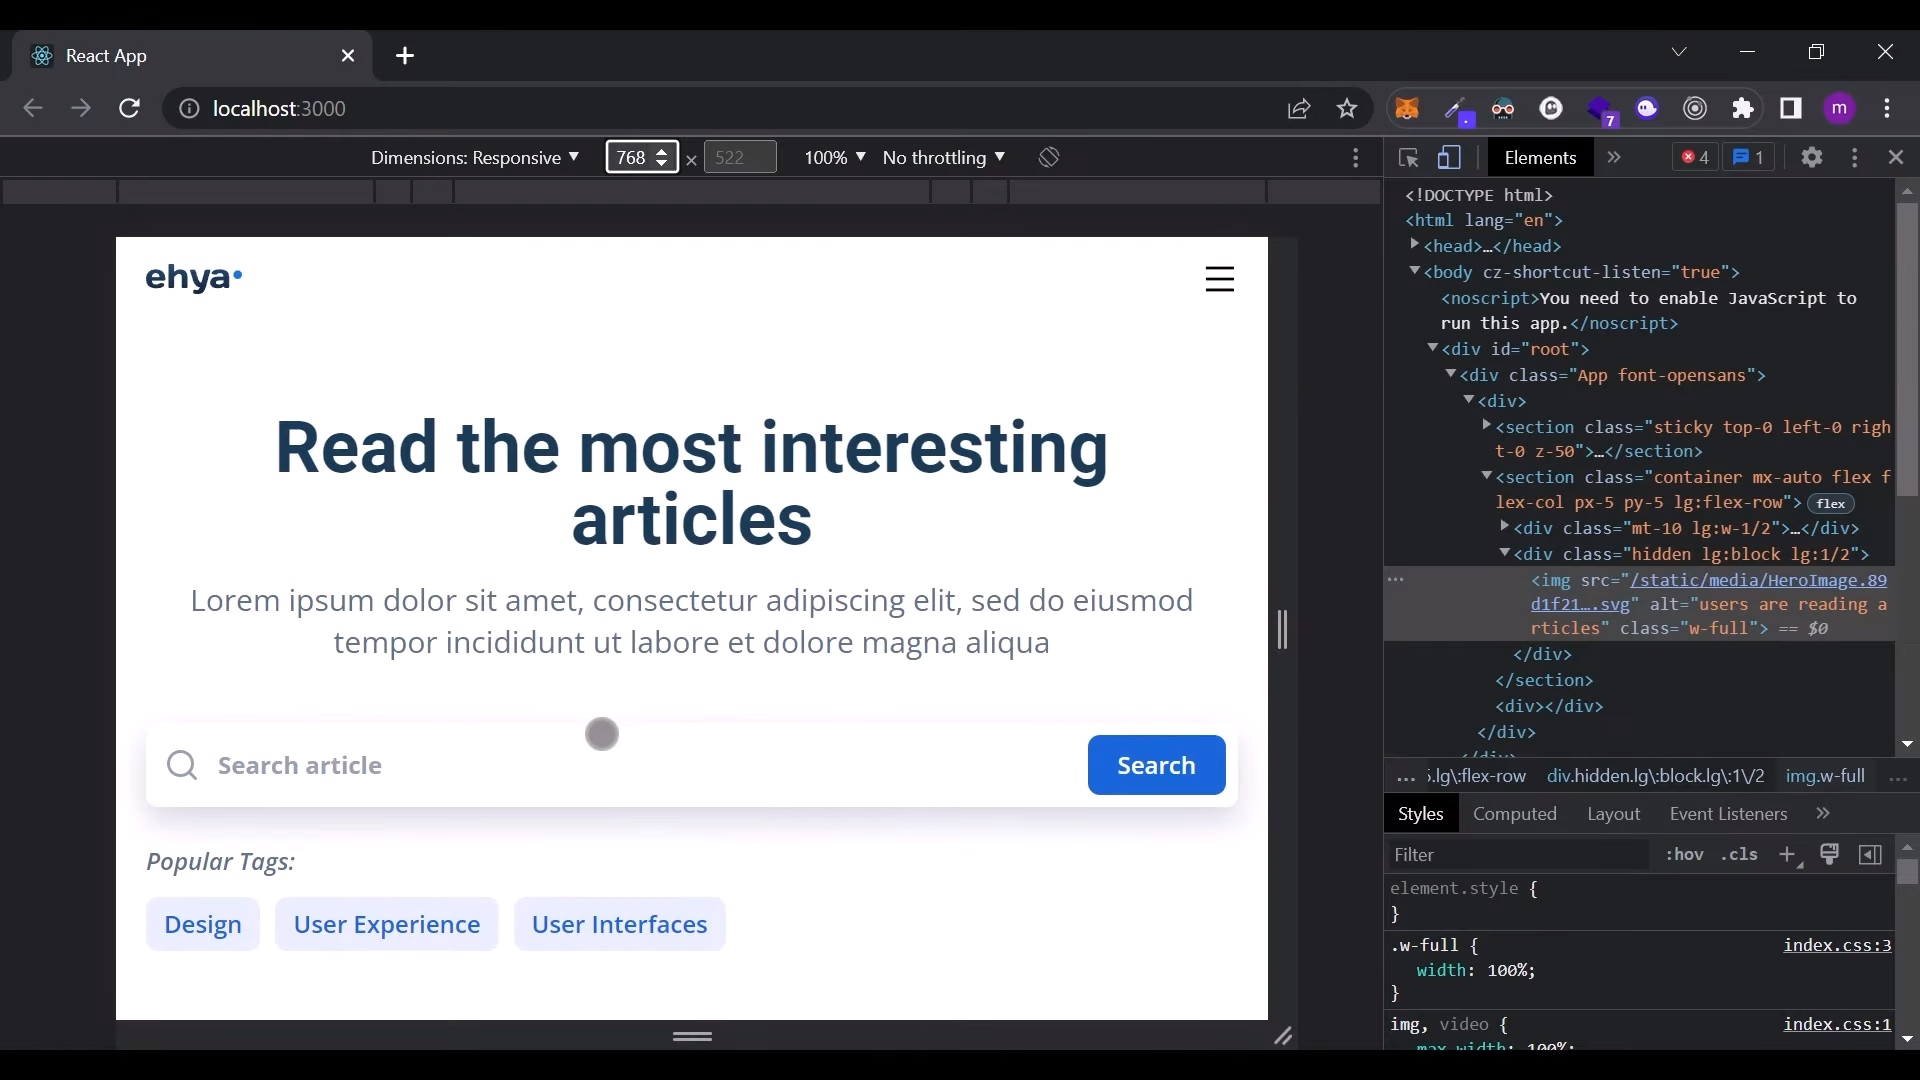 React App
localhost:3000
7
m
Dimensions: Responsive 768 × 522 100% No throttling
Elements 4 1
<!DOCTYPE html>
<html lang="en">
<head>…</head>
<body cz-shortcut-listen="true">
<noscript>You need to enable JavaScript to
run this app.</noscript>
<div id="root">
<div class="App font-opensans">
<div>
<section class="sticky top-0 left-0 righ
t-0 z-50">…</section>
<section class="container mx-auto flex f
lex-col px-5 py-5 lg:flex-row"> flex
<div class="mt-10 lg:w-1/2">…</div>
<div class="hidden lg:block lg:1/2">
<img src="/static/media/HeroImage.89
d1f21….svg" alt="users are reading a
rticles" class="w-full"> == $0
</div>
</section>
<div></div>
</div>
</div>
… .lg\:flex-row div.hidden.lg\:block.lg\:1\/2 img.w-full …
Styles Computed Layout Event Listeners
Filter :hov .cls
element.style {
}
.w-full { index.css:3
width: 100%;
}
img, video { index.css:1
max-width: 100%;
ehya
Read the most interesting
articles
Lorem ipsum dolor sit amet, consectetur adipiscing elit, sed do eiusmod
tempor incididunt ut labore et dolore magna aliqua
Search article
Search
Popular Tags:
Design User Experience User Interfaces